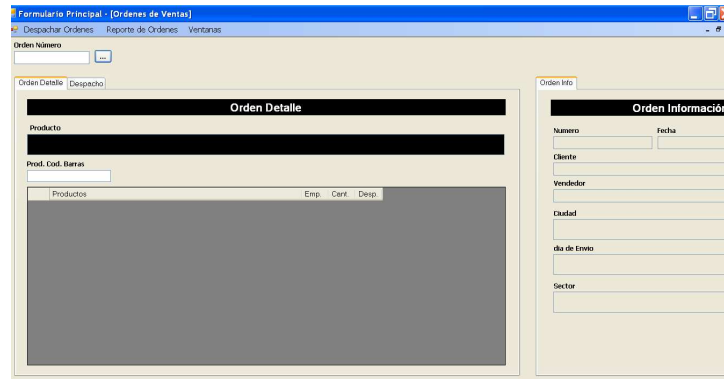 Formulario Principal - [Ordenes de Ventas]
Despachar Ordenes Reporte de Ordenes Ventanas
Orden Número
...
Orden Detalle Despacho
Orden Info
Orden Detalle
Orden Información
Producto
Numero Fecha
Cliente
Prod. Cod. Barras
Vendedor
Productos Emp. Cant. Desp.
Ciudad
dia de Envio
Sector